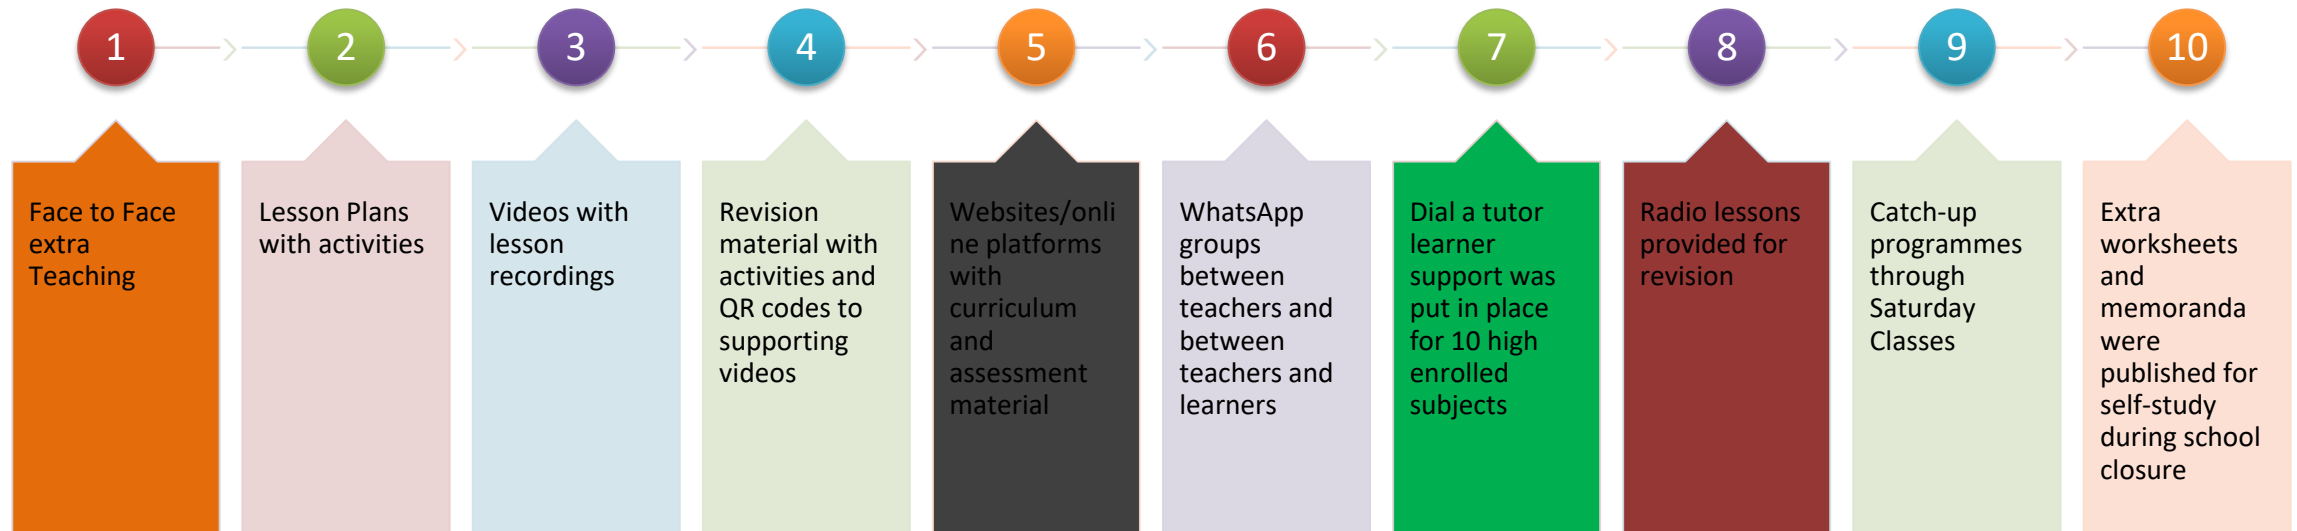 1
2
3
4
5
6
7
8
9
10
Face to Face
extra
Teaching
Lesson Plans
with activities
Videos with
lesson
recordings
Revision
material with
activities and
QR codes to
supporting
videos
Websites/onli
ne platforms
with
curriculum
and
assessment
material
WhatsApp
groups
between
teachers and
between
teachers and
learners
Dial a tutor
learner
support was
put in place
for 10 high
enrolled
subjects
Radio lessons
provided for
revision
Catch-up
programmes
through
Saturday
Classes
Extra
worksheets
and
memoranda
were
published for
self-study
during school
closure